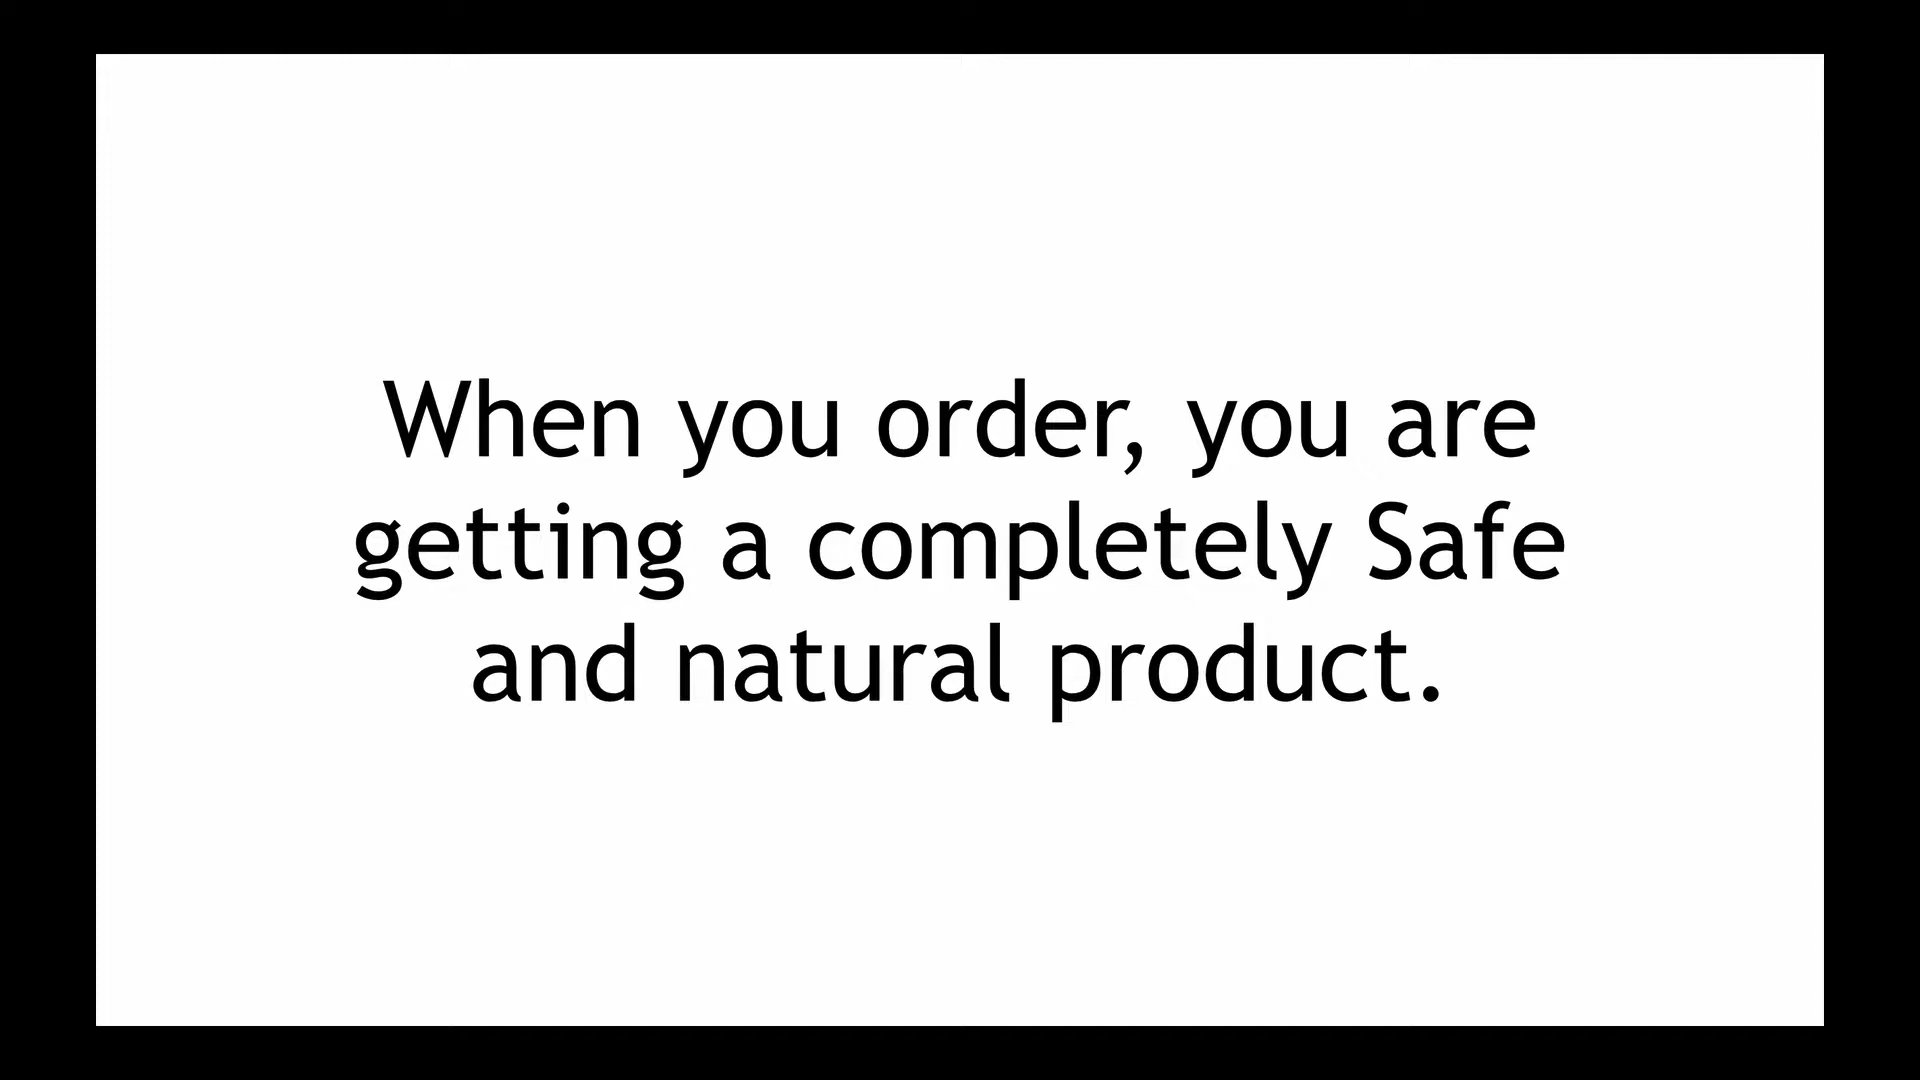 When you order, you are
getting a completely Safe
and natural product.